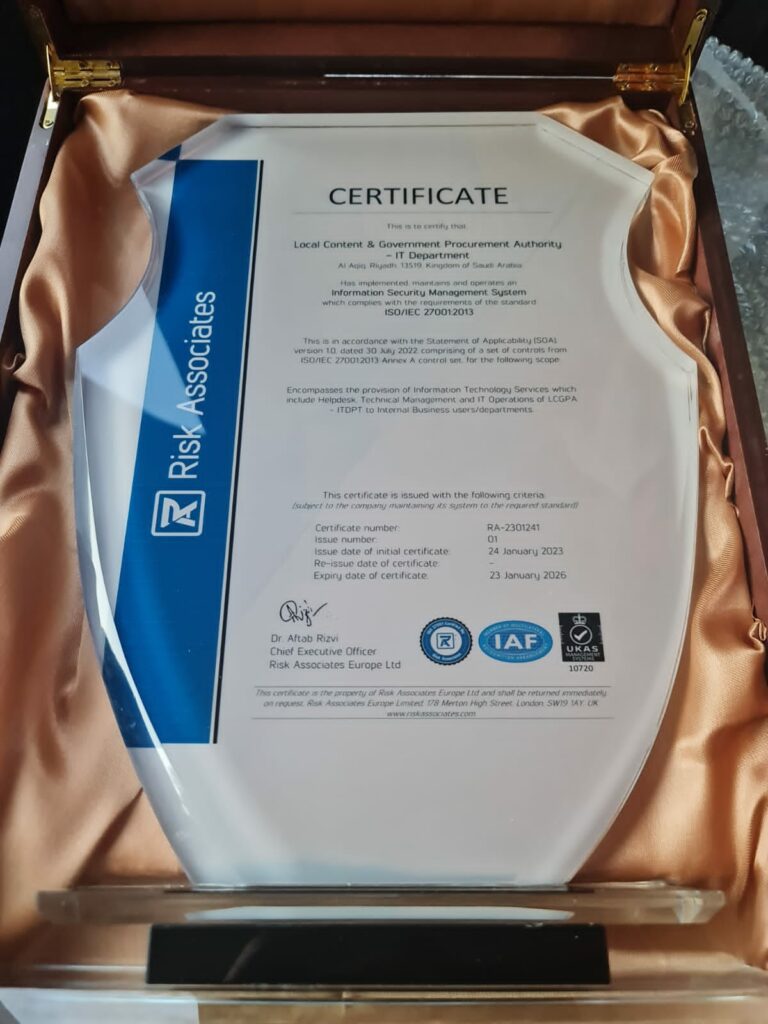 CERTIFICATE
This is to certify that
Local Content & Government Procurement Authority
– IT Department
Al Aqiq, Riyadh, 13519, Kingdom of Saudi Arabia
Has implemented, maintains and operates an
Information Security Management System
which complies with the requirements of the standard
ISO/IEC 27001:2013
This is in accordance with the Statement of Applicability (SOA),
version 1.0, dated 30 July 2022 comprising of a set of controls from
ISO/IEC 27001:2013 Annex A control set, for the following scope.
Encompasses the provision of Information Technology Services which
include Helpdesk, Technical Management and IT Operations of LCGPA
– ITDPT to Internal Business users/departments.
Risk Associates
This certificate is issued with the following criteria:
(subject to the company maintaining its system to the required standard)
Certificate number: RA-2301241
Issue number: 01
Issue date of initial certificate: 24 January 2023
Re-issue date of certificate: -
Expiry date of certificate: 23 January 2026
Dr. Aftab Rizvi
Chief Executive Officer
Risk Associates Europe Ltd
IAF
UKAS
MANAGEMENT
SYSTEMS
10720
This certificate is the property of Risk Associates Europe Ltd and shall be returned immediately
on request. Risk Associates Europe Limited. 178 Merton High Street, London, SW19 1AY, UK
www.riskassociates.com